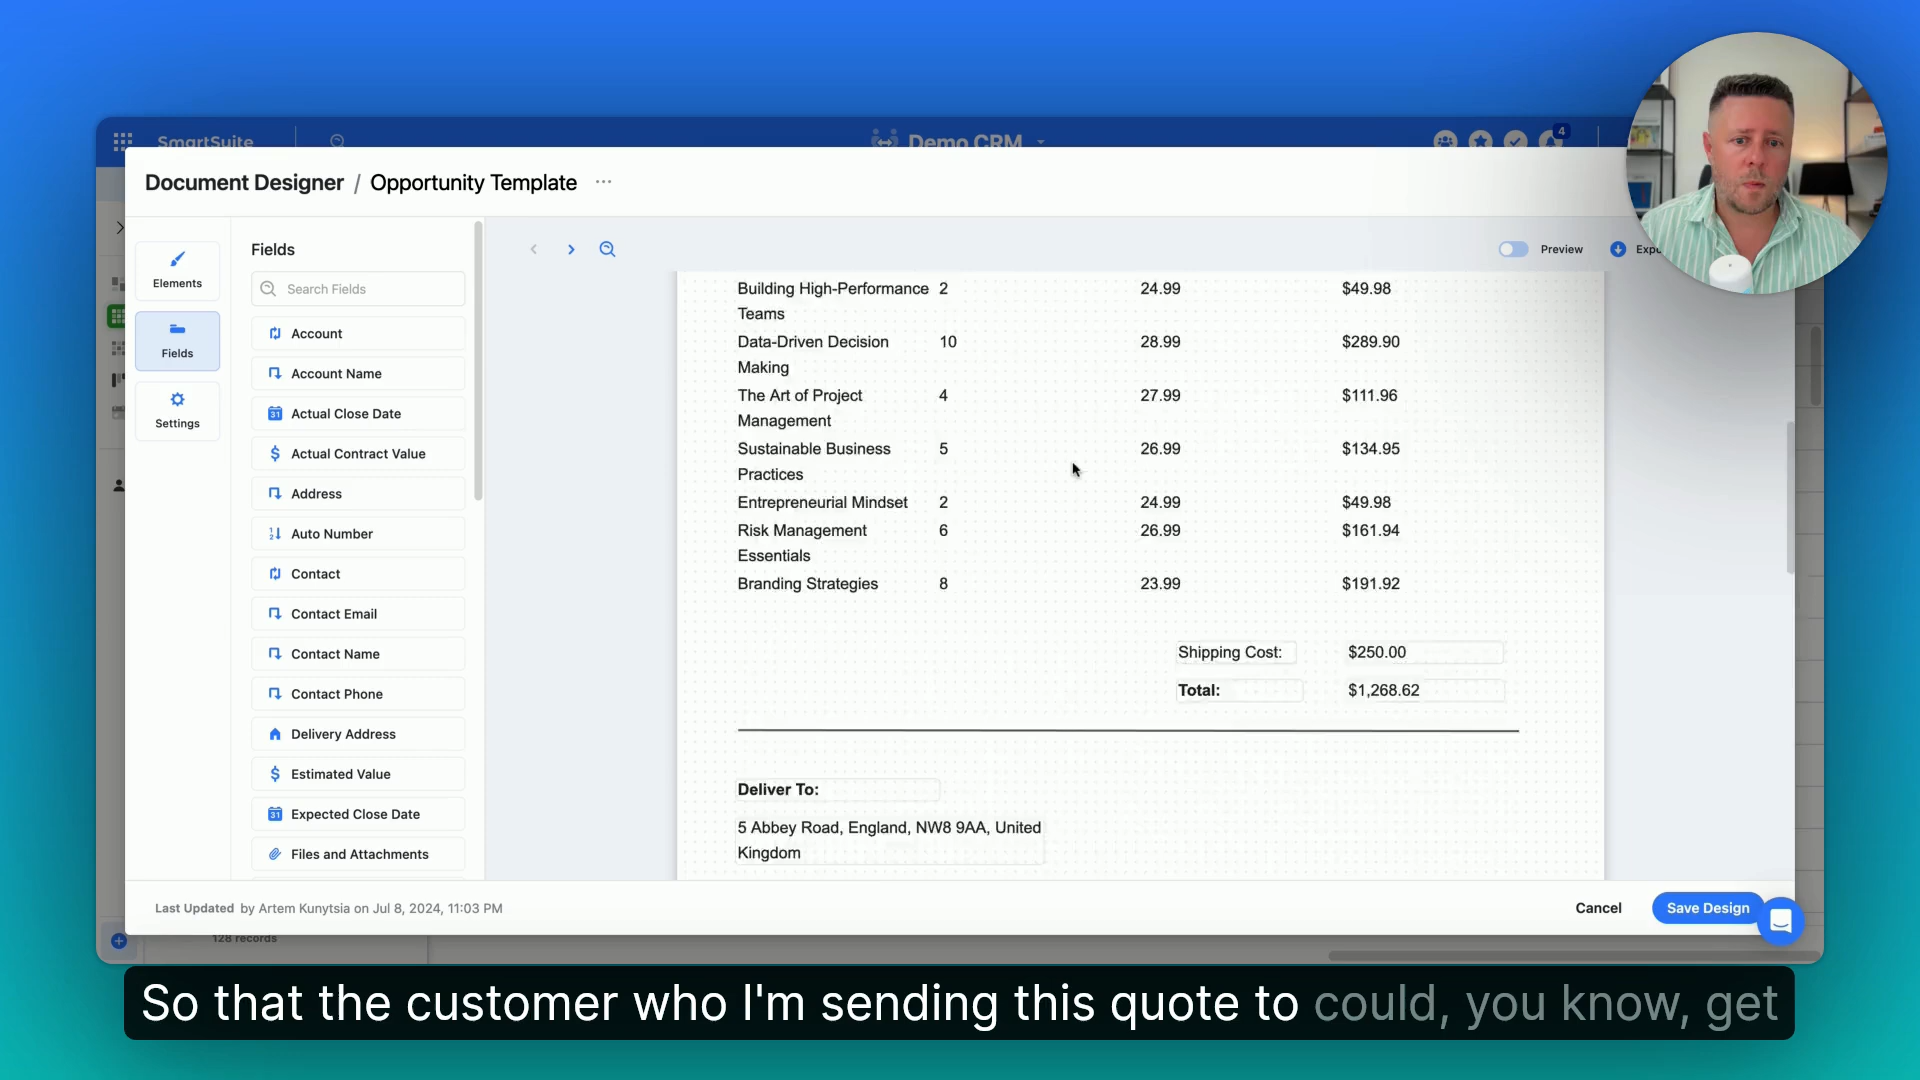 SmartSuite
Demo CRM
4
Document Designer / Opportunity Template ...
Elements
Fields
Settings
Fields
Search Fields
Account
Account Name
31 Actual Close Date
$ Actual Contract Value
Address
Auto Number
Contact
Contact Email
Contact Name
Contact Phone
Delivery Address
$ Estimated Value
31 Expected Close Date
Files and Attachments
Preview
Building High-Performance 2 24.99 $49.98
Teams
Data-Driven Decision 10 28.99 $289.90
Making
The Art of Project 4 27.99 $111.96
Management
Sustainable Business 5 26.99 $134.95
Practices
Entrepreneurial Mindset 2 24.99 $49.98
Risk Management 6 26.99 $161.94
Essentials
Branding Strategies 8 23.99 $191.92
Shipping Cost: $250.00
Total: $1,268.62
Deliver To:
5 Abbey Road, England, NW8 9AA, United
Kingdom
Last Updated by Artem Kunytsia on Jul 8, 2024, 11:03 PM
Cancel
Save Design
128 records
So that the customer who I'm sending this quote to could, you know, get